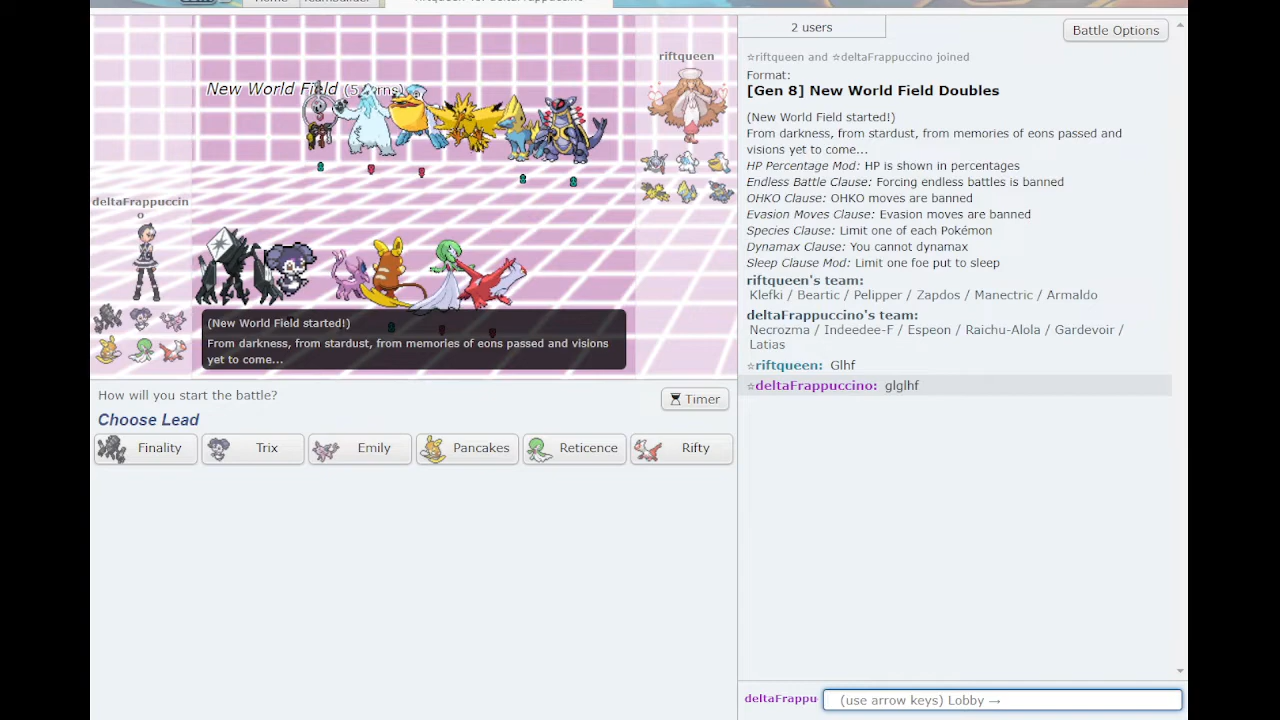 Home
Teambuilder
riftqueen vs. deltaFrappuccino
New World Field
riftqueen
deltaFrappuccin
o
(New World Field started!)
From darkness, from stardust, from memories of eons passed and visions
yet to come...
How will you start the battle?
Timer
Choose Lead
Finality
Trix
Emily
Pancakes
Reticence
Rifty
2 users
Battle Options
☆riftqueen and ☆deltaFrappuccino joined
Format:
[Gen 8] New World Field Doubles
(New World Field started!)
From darkness, from stardust, from memories of eons passed and
visions yet to come...
HP Percentage Mod: HP is shown in percentages
Endless Battle Clause: Forcing endless battles is banned
OHKO Clause: OHKO moves are banned
Evasion Moves Clause: Evasion moves are banned
Species Clause: Limit one of each Pokémon
Dynamax Clause: You cannot dynamax
Sleep Clause Mod: Limit one foe put to sleep
riftqueen's team:
Klefki / Beartic / Pelipper / Zapdos / Manectric / Armaldo
deltaFrappuccino's team:
Necrozma / Indeedee-F / Espeon / Raichu-Alola / Gardevoir /
Latias
☆riftqueen: Glhf
☆deltaFrappuccino: glglhf
deltaFrappu
(use arrow keys) Lobby →